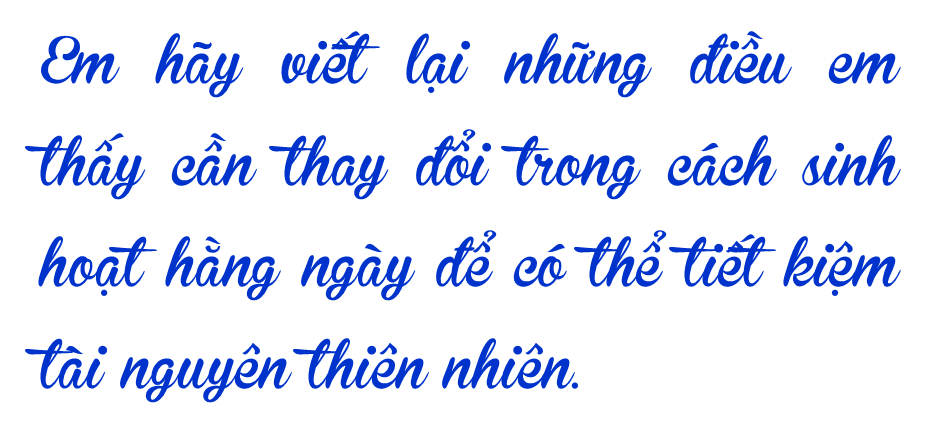 Em hãy viết lại những điều em
thấy cần thay đổi trong cách sinh
hoạt hằng ngày để có thể tiết kiệm
tài nguyên thiên nhiên.